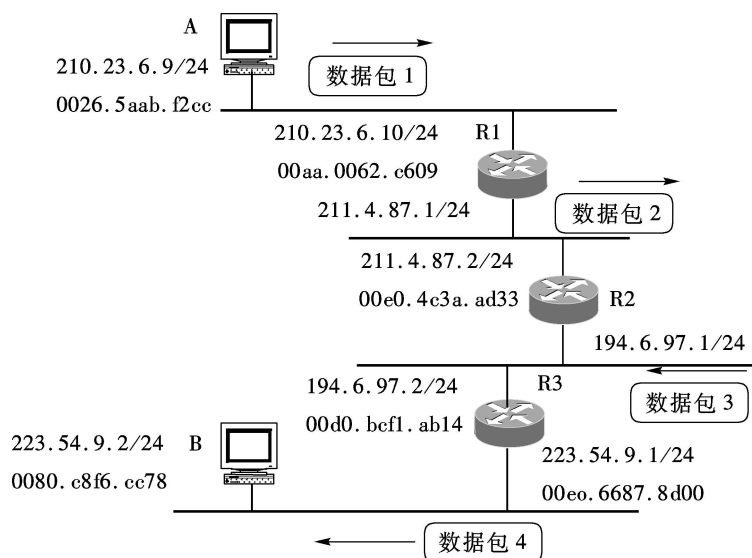 A
210.23.6.9/24
0026.5aab.f2cc
数据包 1
210.23.6.10/24
R1
00aa.0062.c609
211.4.87.1/24
数据包 2
211.4.87.2/24
00e0.4c3a.ad33
R2
194.6.97.1/24
194.6.97.2/24
R3
00d0.bcf1.ab14
数据包 3
223.54.9.2/24
B
0080.c8f6.cc78
223.54.9.1/24
00eo.6687.8d00
数据包 4